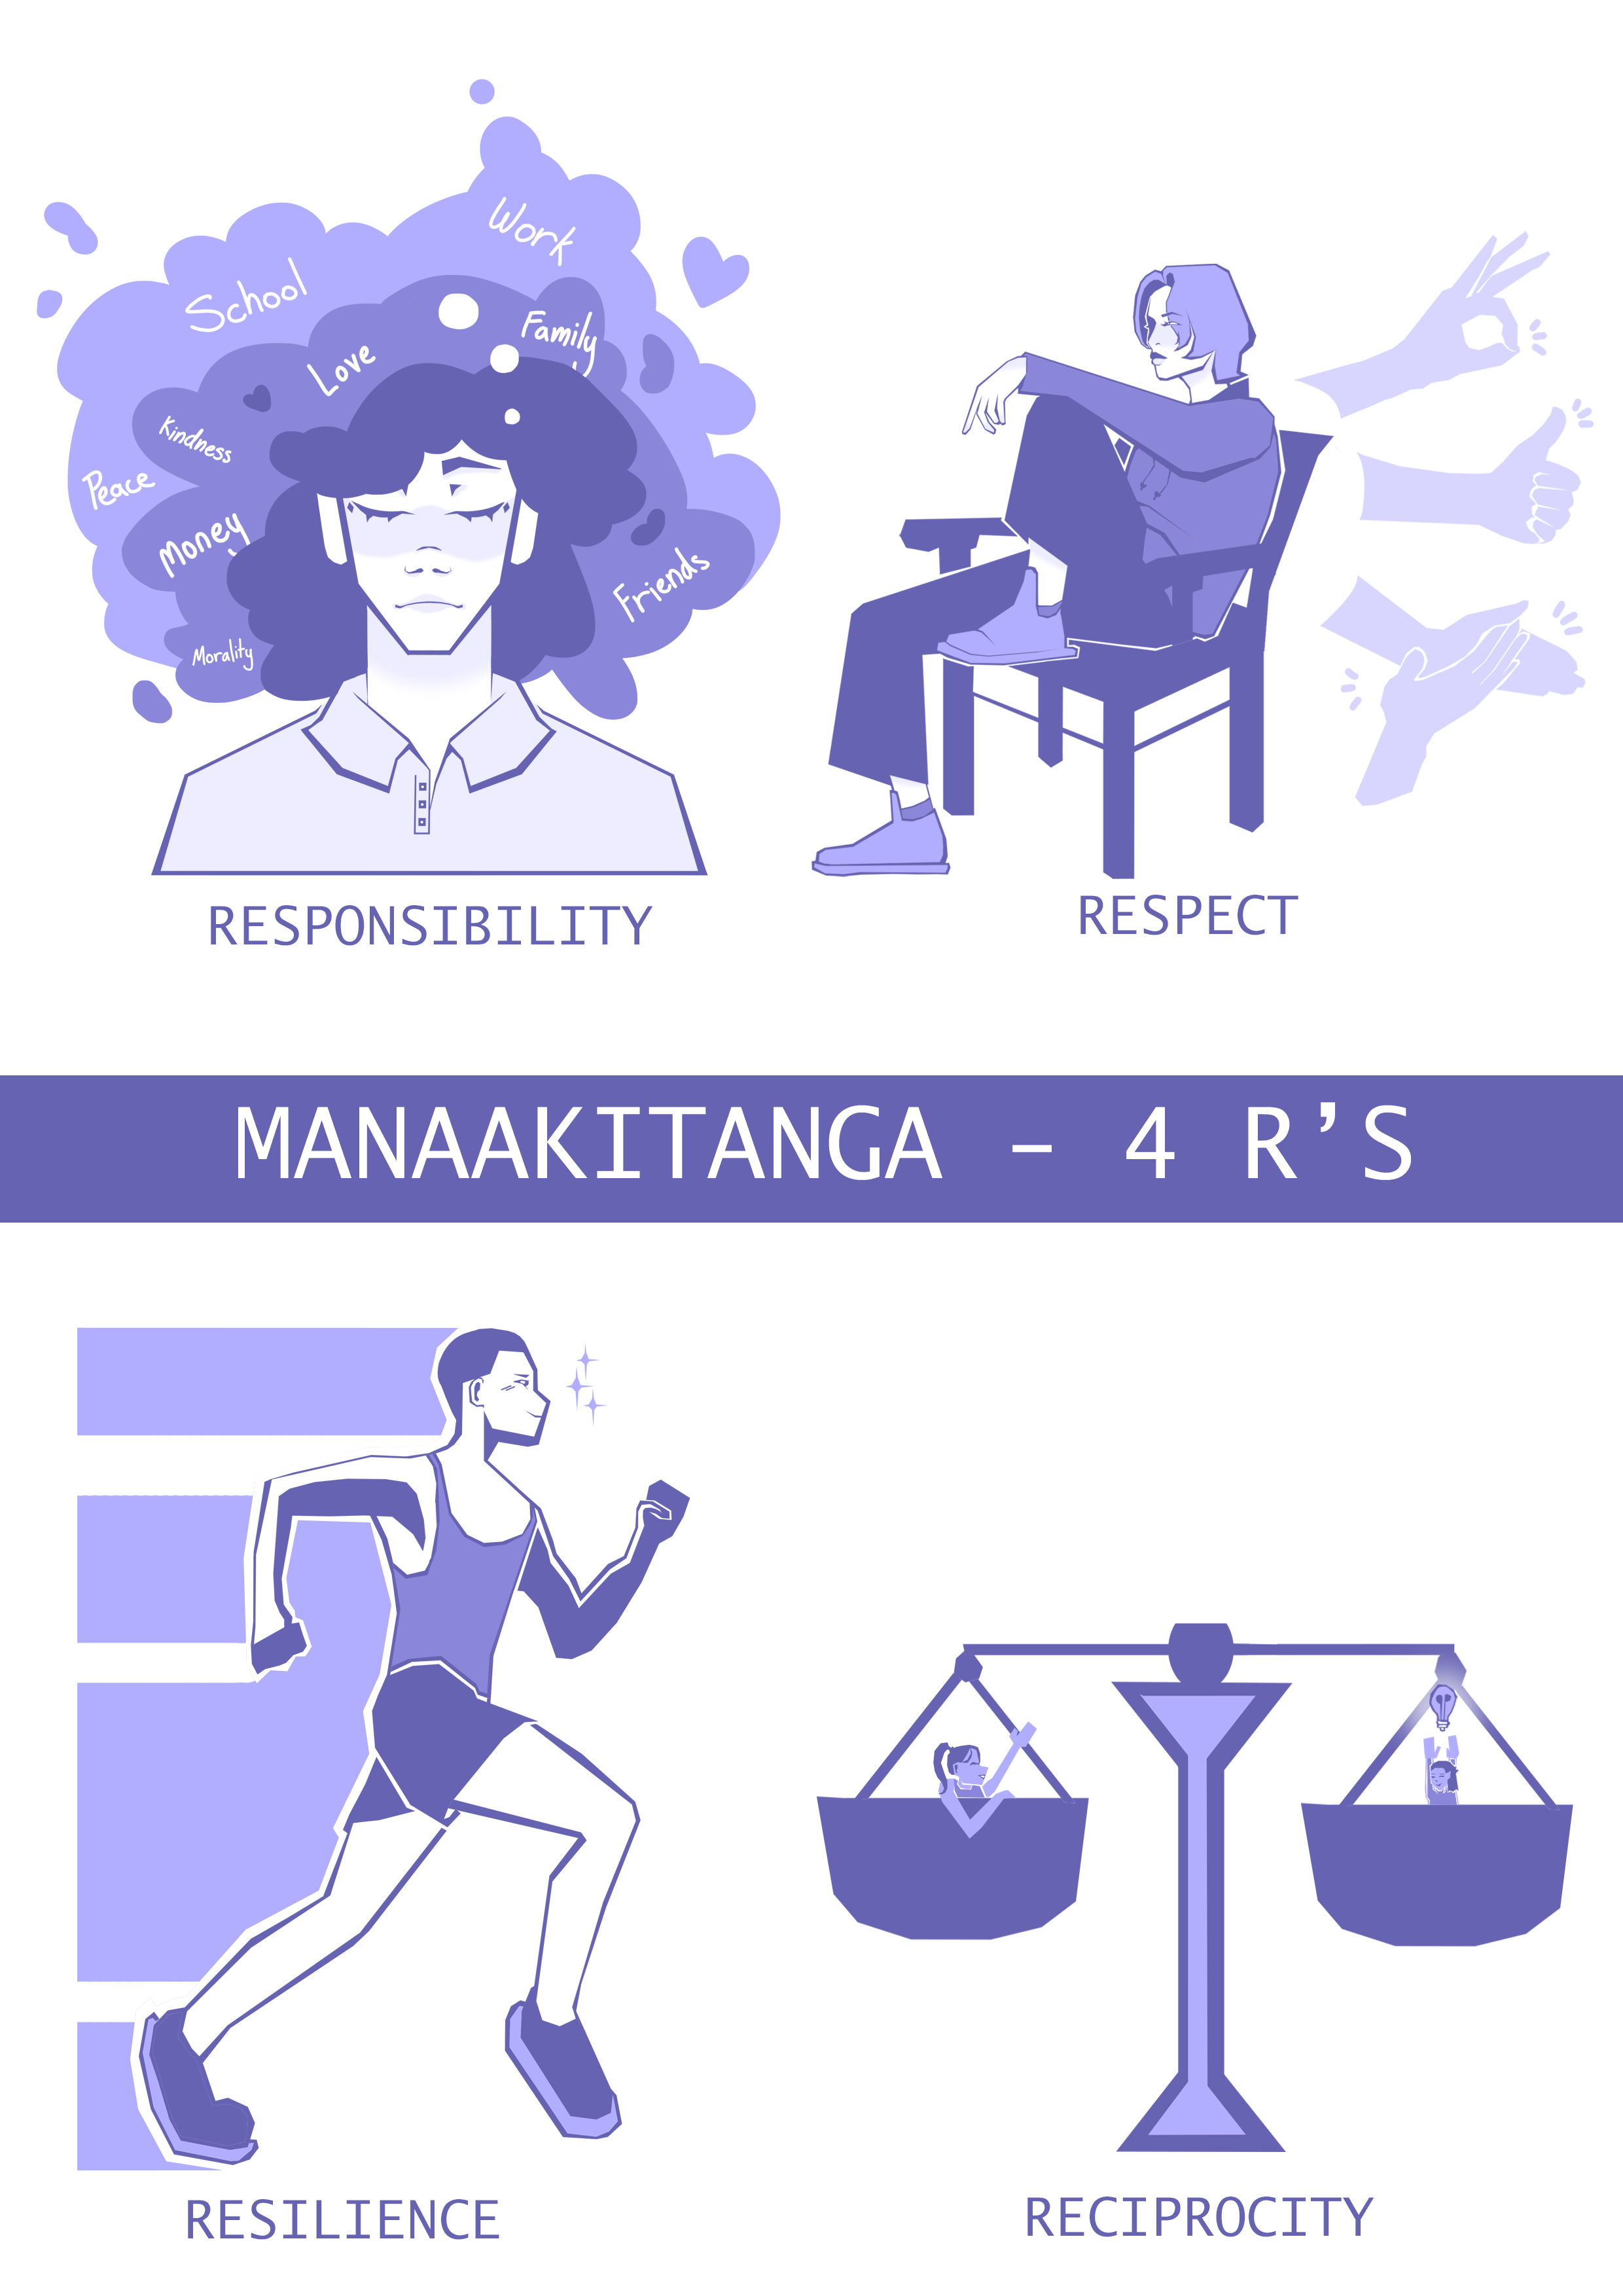 Work
School
Family
Love
Kindness
Peace
Money
Friends
Morality
RESPONSIBILITY
RESPECT
MANAAKITANGA – 4 R’S
RESILIENCE
RECIPROCITY